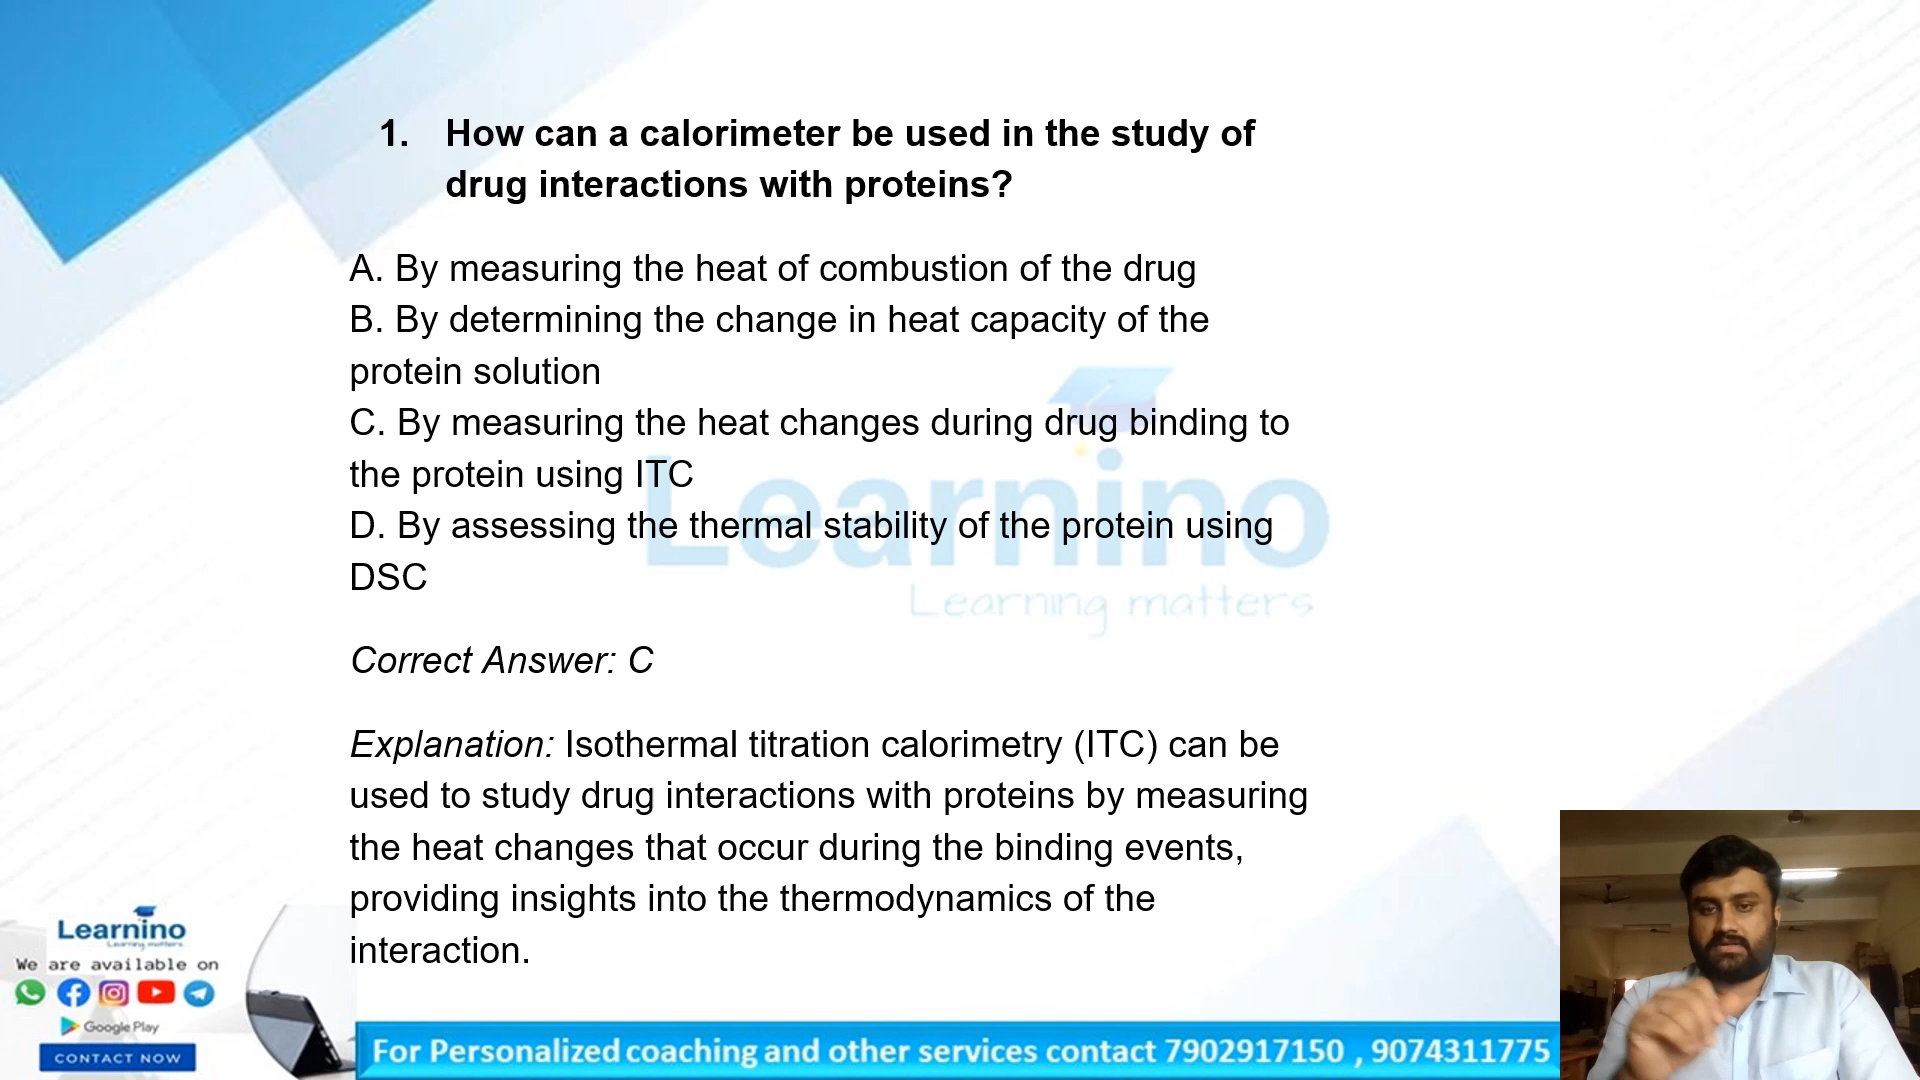 1. How can a calorimeter be used in the study of
drug interactions with proteins?
A. By measuring the heat of combustion of the drug
B. By determining the change in heat capacity of the
protein solution
C. By measuring the heat changes during drug binding to
the protein using ITC
D. By assessing the thermal stability of the protein using
DSC
Learnino
Learning matters
Correct Answer: C
Explanation: Isothermal titration calorimetry (ITC) can be
used to study drug interactions with proteins by measuring
the heat changes that occur during the binding events,
providing insights into the thermodynamics of the
interaction.
Learnino
Learning matters
We are available on
Google Play
CONTACT NOW
For Personalized coaching and other services contact 7902917150 , 9074311775